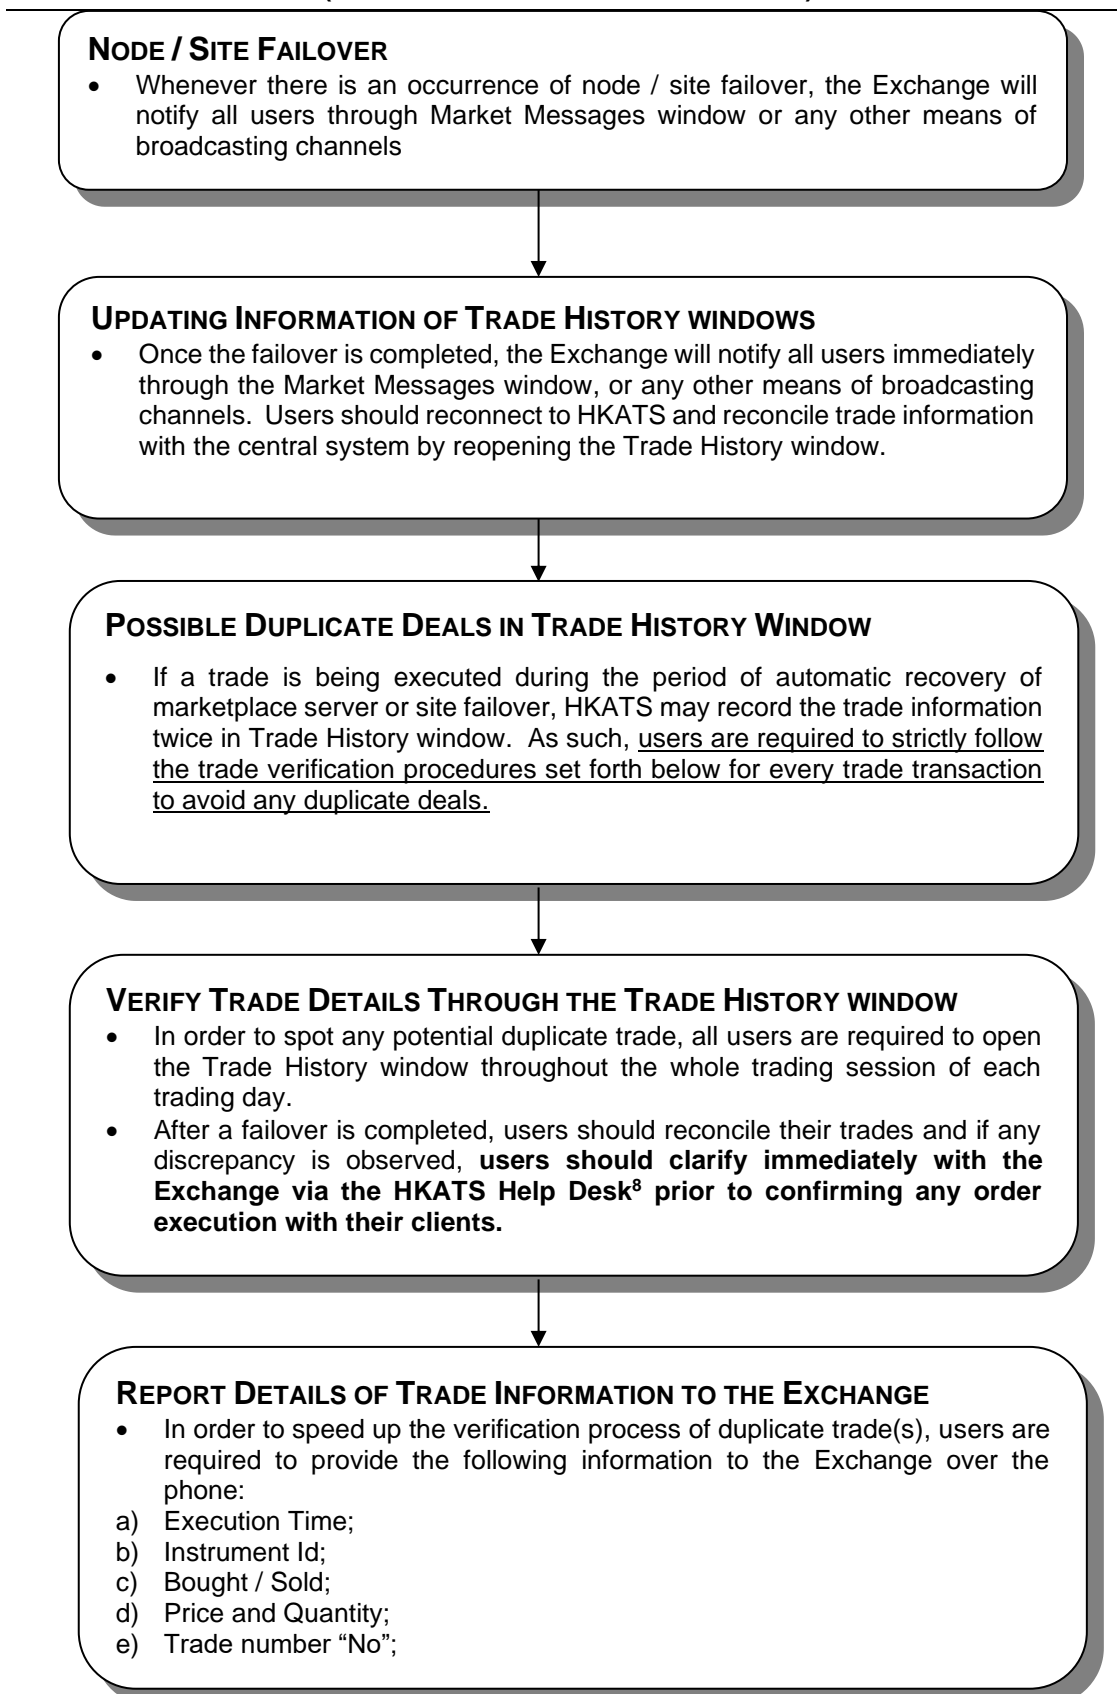 NODE / SITE FAILOVER
• Whenever there is an occurrence of node / site failover, the Exchange will
notify all users through Market Messages window or any other means of
broadcasting channels
UPDATING INFORMATION OF TRADE HISTORY WINDOWS
• Once the failover is completed, the Exchange will notify all users immediately
through the Market Messages window, or any other means of broadcasting
channels. Users should reconnect to HKATS and reconcile trade information
with the central system by reopening the Trade History window.
POSSIBLE DUPLICATE DEALS IN TRADE HISTORY WINDOW
• If a trade is being executed during the period of automatic recovery of
marketplace server or site failover, HKATS may record the trade information
twice in Trade History window. As such, users are required to strictly follow
the trade verification procedures set forth below for every trade transaction
to avoid any duplicate deals.
VERIFY TRADE DETAILS THROUGH THE TRADE HISTORY WINDOW
• In order to spot any potential duplicate trade, all users are required to open
the Trade History window throughout the whole trading session of each
trading day.
• After a failover is completed, users should reconcile their trades and if any
discrepancy is observed, users should clarify immediately with the
Exchange via the HKATS Help Desk⁸ prior to confirming any order
execution with their clients.
REPORT DETAILS OF TRADE INFORMATION TO THE EXCHANGE
• In order to speed up the verification process of duplicate trade(s), users are
required to provide the following information to the Exchange over the
phone:
a) Execution Time;
b) Instrument Id;
c) Bought / Sold;
d) Price and Quantity;
e) Trade number “No”;